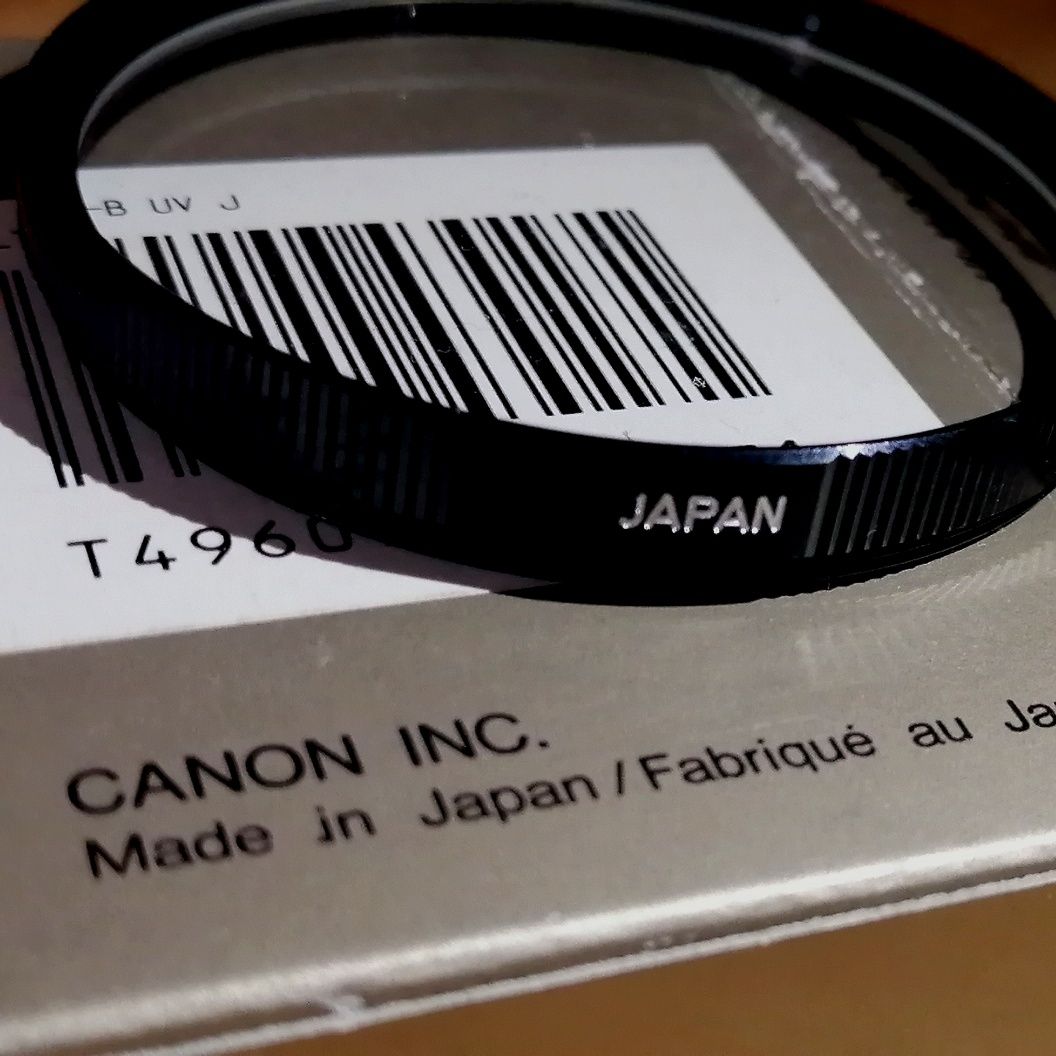 -B UV J
T4960
JAPAN
CANON INC.
Made in Japan/Fabriqué au Ja